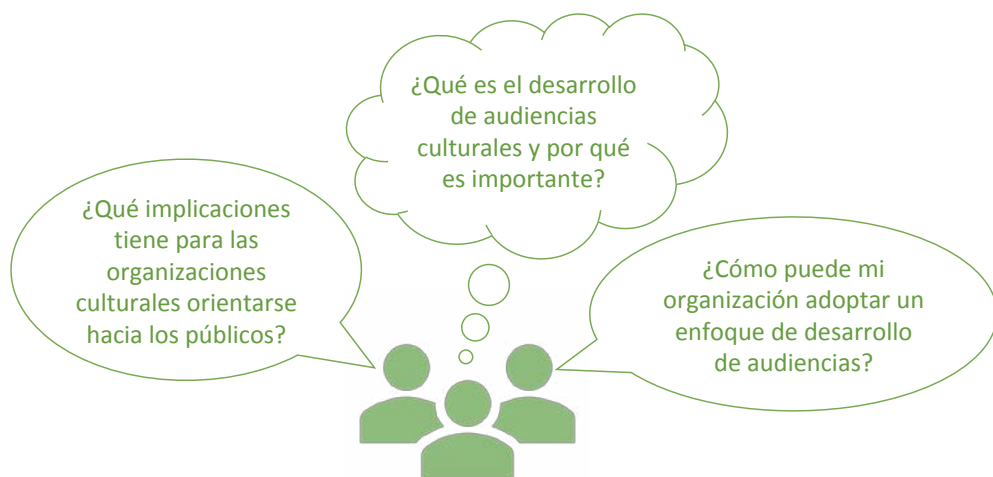 ¿Qué es el desarrollo
de audiencias
culturales y por qué
es importante?
¿Qué implicaciones
tiene para las
organizaciones
culturales orientarse
hacia los públicos?
¿Cómo puede mi
organización adoptar un
enfoque de desarrollo
de audiencias?